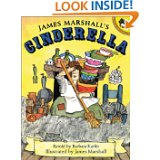 JAMES MARSHALL'S
CINDERELLA
Retold by Barbara Karlin
Illustrated by James Marshall